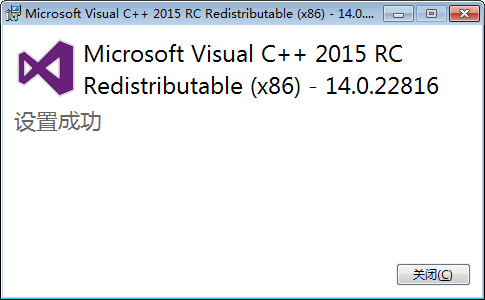 Microsoft Visual C++ 2015 RC Redistributable (x86) - 14.0....
Microsoft Visual C++ 2015 RC
Redistributable (x86) - 14.0.22816
设置成功
关闭(C)